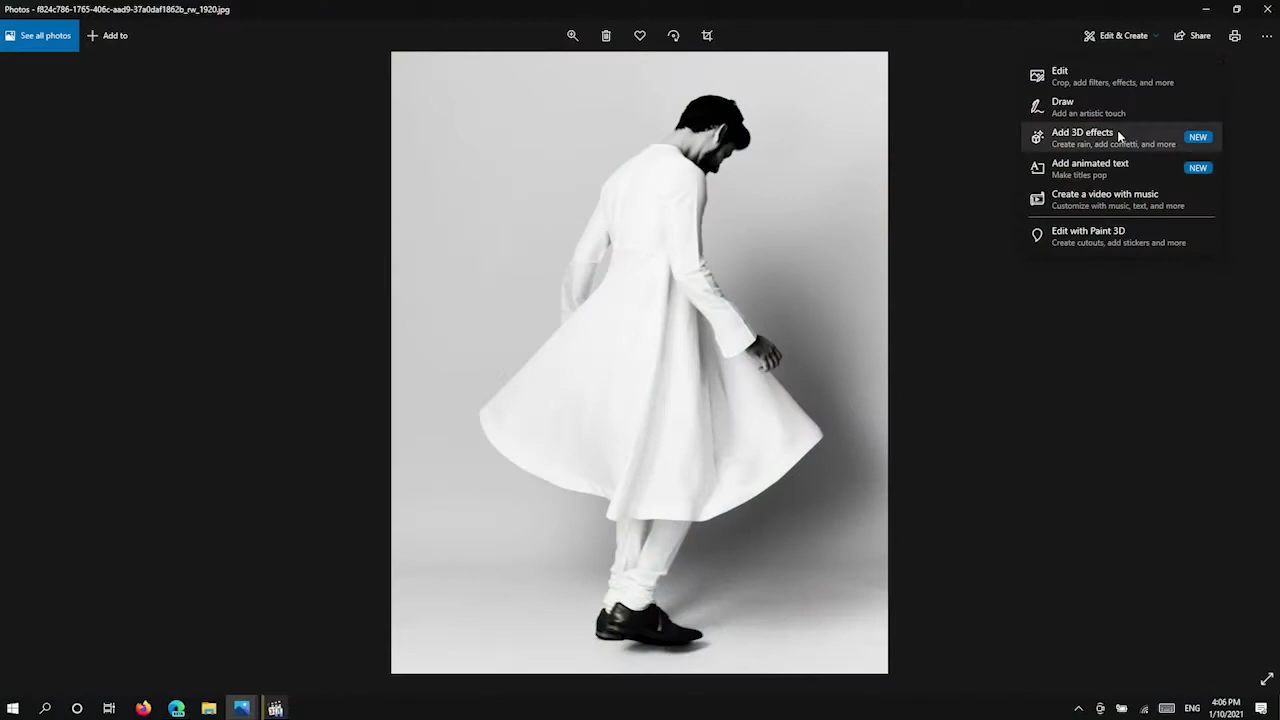 Photos - f824c786-1765-406c-aad9-37a0daf1862b_rw_1920.jpg
See all photos
Add to
Edit & Create
Share
Edit
Crop, add filters, effects, and more
Draw
Add an artistic touch
Add 3D effects
Create rain, add confetti, and more
NEW
Add animated text
Make titles pop
NEW
Create a video with music
Customize with music, text, and more
Edit with Paint 3D
Create cutouts, add stickers and more
ENG
4:06 PM
1/10/2021